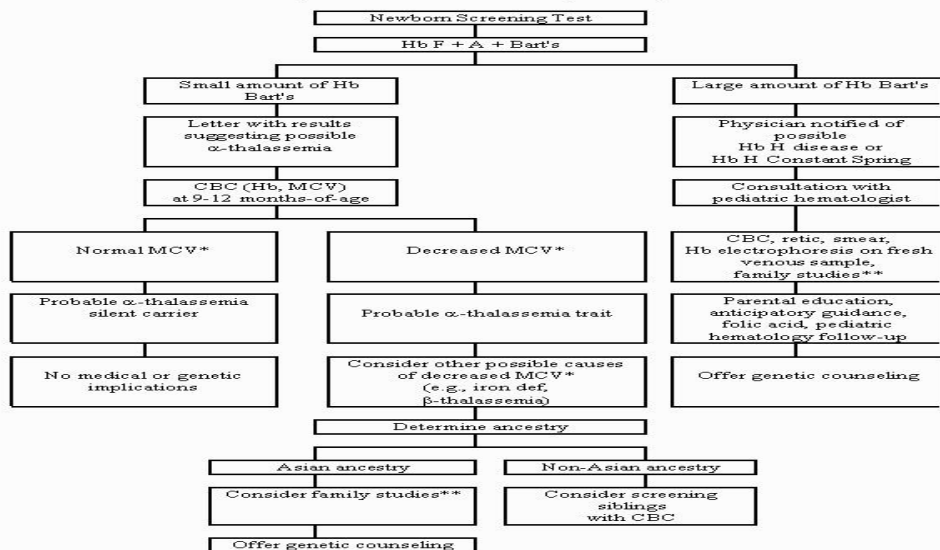 Newborn Screening Test
Hb F + A + Bart's
Small amount of Hb
Bart's
Letter with results
suggesting possible
α-thalassemia
CBC (Hb, MCV)
at 9-12 months-of-age
Normal MCV*
Probable α-thalassemia
silent carrier
No medical or genetic
implications
Decreased MCV*
Probable α-thalassemia trait
Consider other possible causes
of decreased MCV*
(e.g., iron def,
β-thalassemia)
Determine ancestry
Asian ancestry
Consider family studies**
Offer genetic counseling
Non-Asian ancestry
Consider screening
siblings
with CBC
Large amount of Hb Bart's
Physician notified of
possible
Hb H disease or
Hb H Constant Spring
Consultation with
pediatric hematologist
CBC, retic, smear,
Hb electrophoresis on fresh
venous sample,
family studies**
Parental education,
anticipatory guidance,
folic acid, pediatric
hematology follow-up
Offer genetic counseling